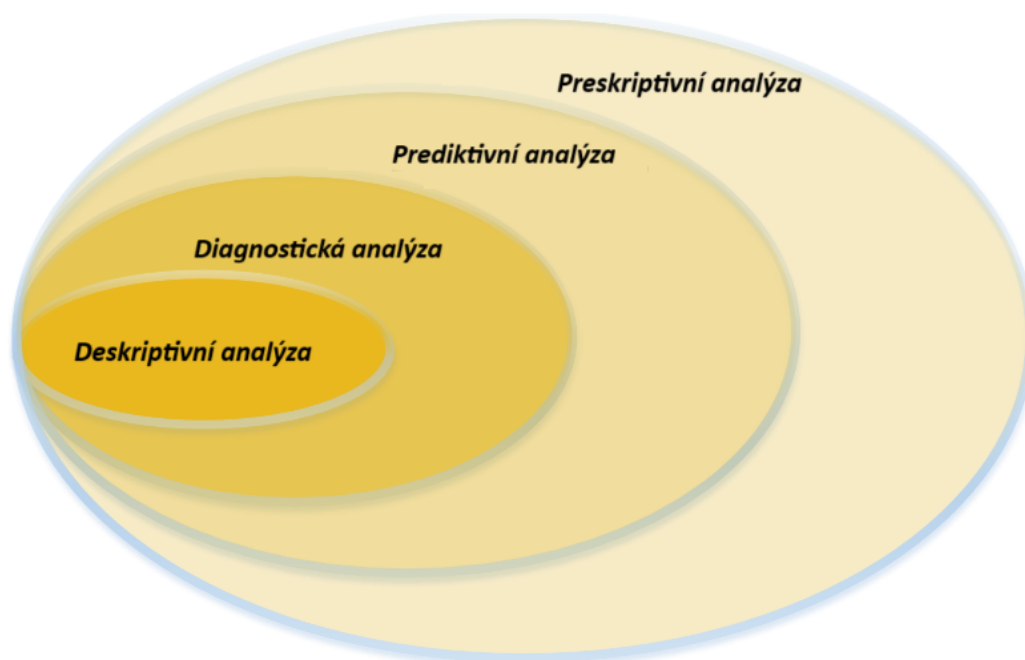 Preskriptivní analýza
Prediktivní analýza
Diagnostická analýza
Deskriptivní analýza